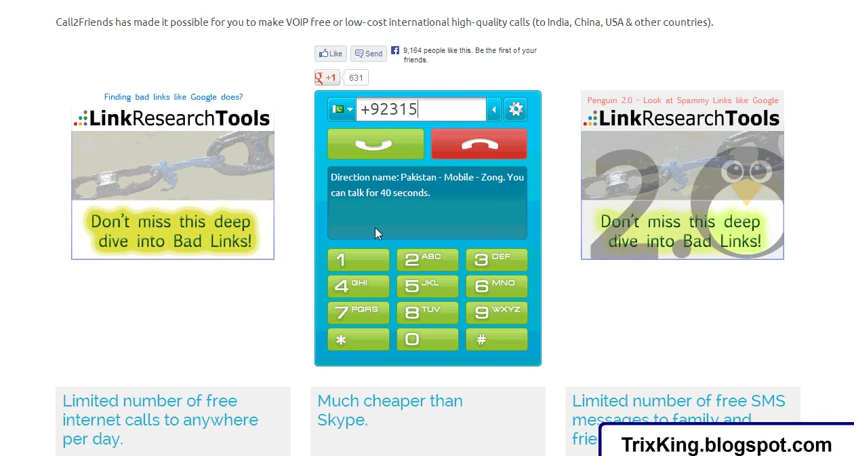 Call2Friends has made it possible for you to make VOIP free or low-cost international high-quality calls (to India, China, USA & other countries).
Like
Send
9,164 people like this. Be the first of your
friends.
+1
631
Finding bad links like Google does?
LinkResearchTools
Don't miss this deep
dive into Bad Links!
+92315
Direction name: Pakistan - Mobile - Zong. You
can talk for 40 seconds.
1
2 ABC
3 DEF
4 GHI
5 JKL
6 MNO
7 PQRS
8 TUV
9 WXYZ
*
0
#
Penguin 2.0 - Look at Spammy Links like Google
LinkResearchTools
2.0
Don't miss this deep
dive into Bad Links!
Limited number of free
internet calls to anywhere
per day.
Much cheaper than
Skype.
Limited number of free SMS
messages to family and
frie
TrixKing.blogspot.com